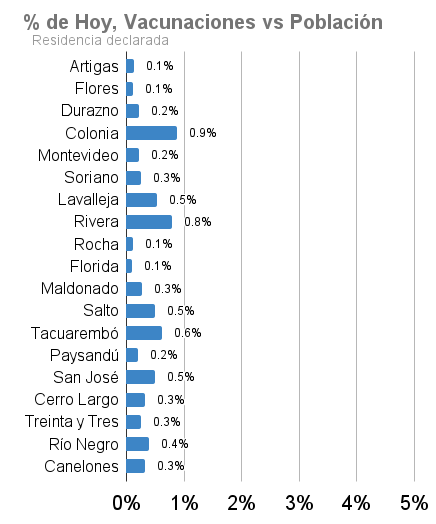 % de Hoy, Vacunaciones vs Población
Residencia declarada
Artigas 0.1%
Flores 0.1%
Durazno 0.2%
Colonia 0.9%
Montevideo 0.2%
Soriano 0.3%
Lavalleja 0.5%
Rivera 0.8%
Rocha 0.1%
Florida 0.1%
Maldonado 0.3%
Salto 0.5%
Tacuarembó 0.6%
Paysandú 0.2%
San José 0.5%
Cerro Largo 0.3%
Treinta y Tres 0.3%
Río Negro 0.4%
Canelones 0.3%
0% 1% 2% 3% 4% 5%